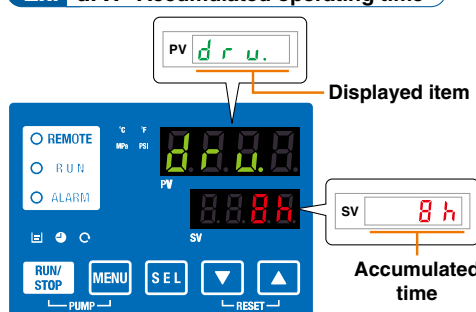 Accumulated operating time
PV d r u.
Displayed item
REMOTE
RUN
ALARM
°C °F
MPa PSI
d r u.
PV
8 h
SV
SV 8 h
Accumulated
time
RUN/
STOP
MENU
SEL
PUMP
RESET